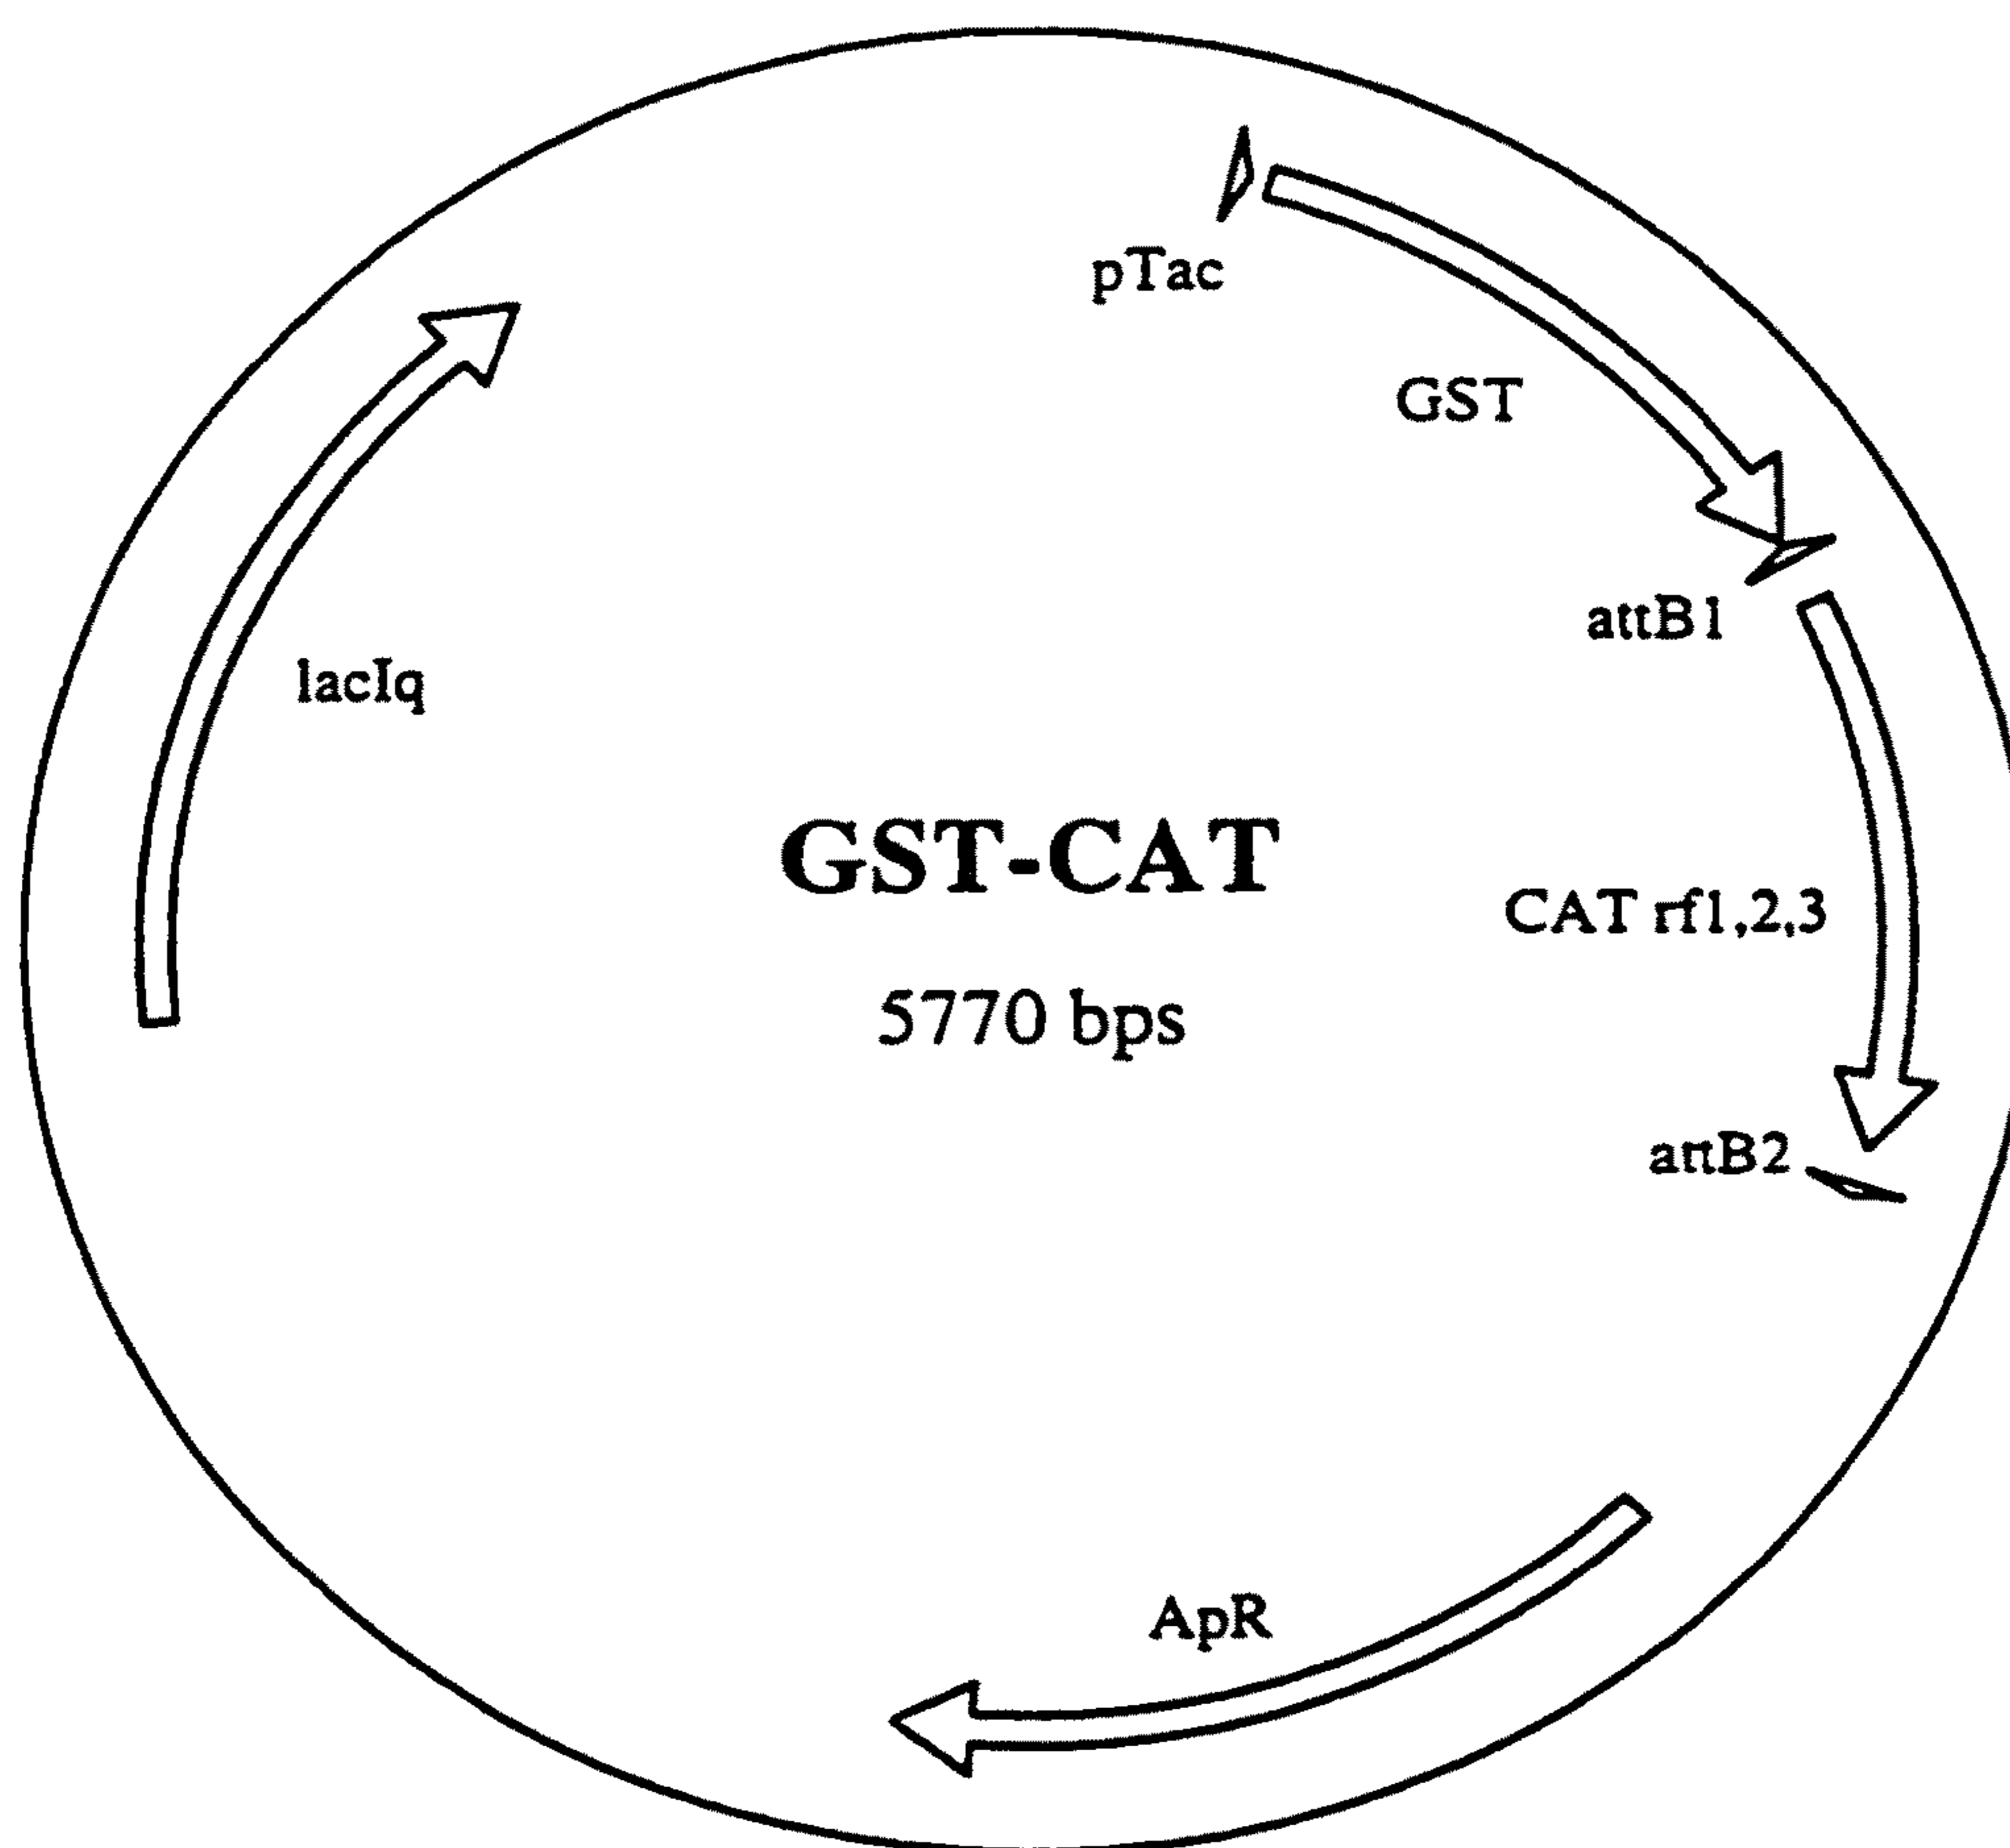 pTac
GST
attB1
lacIq
GST-CAT
CAT rf1,2,3
5770 bps
attB2
ApR